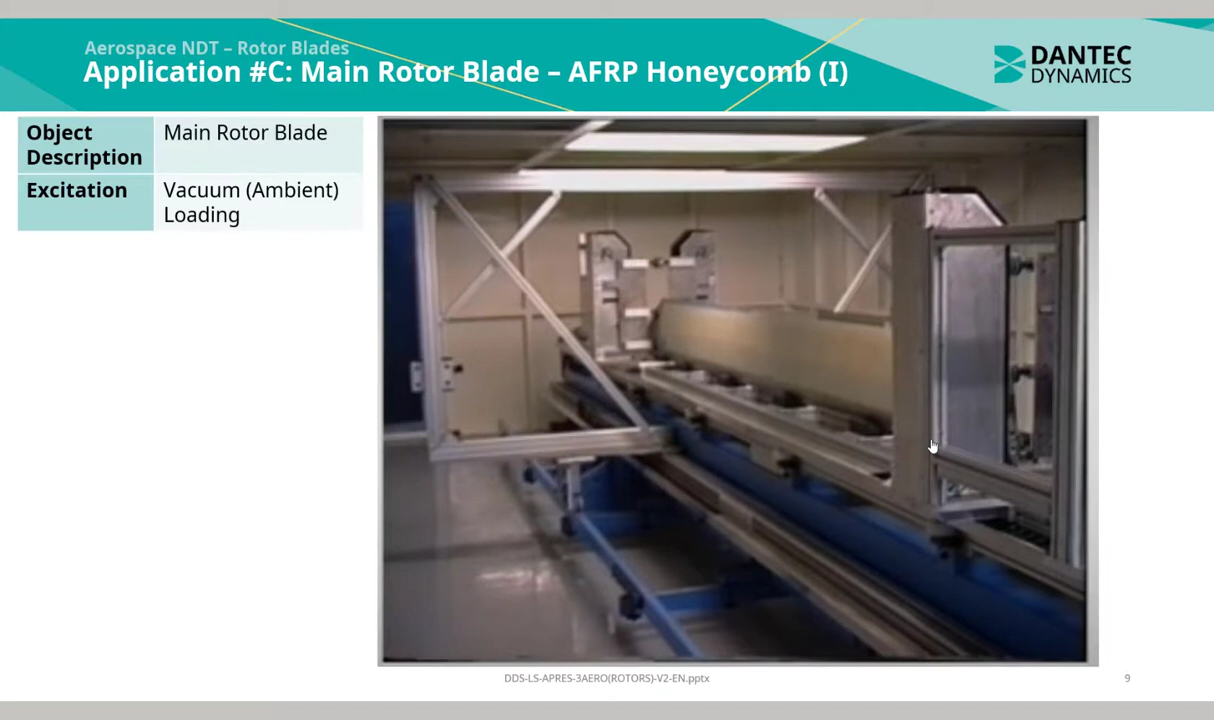 Aerospace NDT – Rotor Blades
Application #C: Main Rotor Blade – AFRP Honeycomb (I)
DANTEC
DYNAMICS
Object
Description
Main Rotor Blade
Excitation
Vacuum (Ambient)
Loading
DDS-LS-APRES-3AERO(ROTORS)-V2-EN.pptx
9